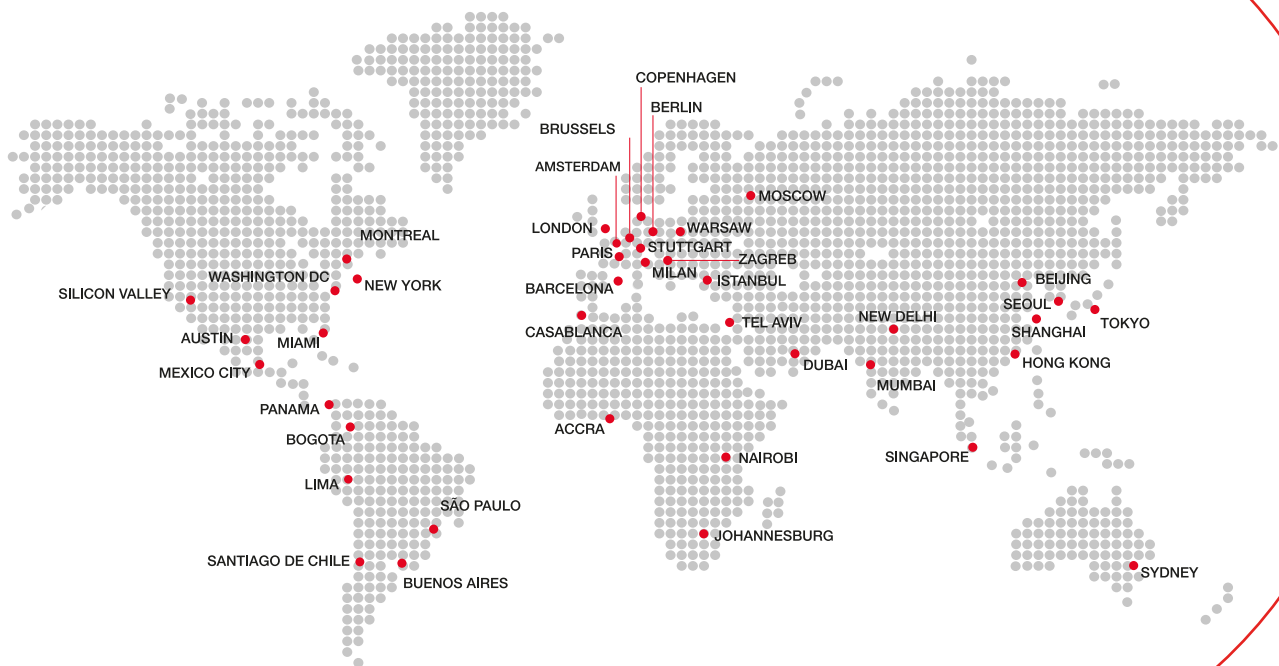 COPENHAGEN
BERLIN
BRUSSELS
AMSTERDAM
MOSCOW
LONDON
WARSAW
MONTREAL
STUTTGART
PARIS
ZAGREB
MILAN
WASHINGTON DC
NEW YORK
BEIJING
ISTANBUL
BARCELONA
SILICON VALLEY
SEOUL
NEW DELHI
TEL AVIV
TOKYO
CASABLANCA
SHANGHAI
AUSTIN
MIAMI
HONG KONG
DUBAI
MEXICO CITY
MUMBAI
PANAMA
ACCRA
BOGOTA
NAIROBI
SINGAPORE
LIMA
SÃO PAULO
JOHANNESBURG
SANTIAGO DE CHILE
SYDNEY
BUENOS AIRES